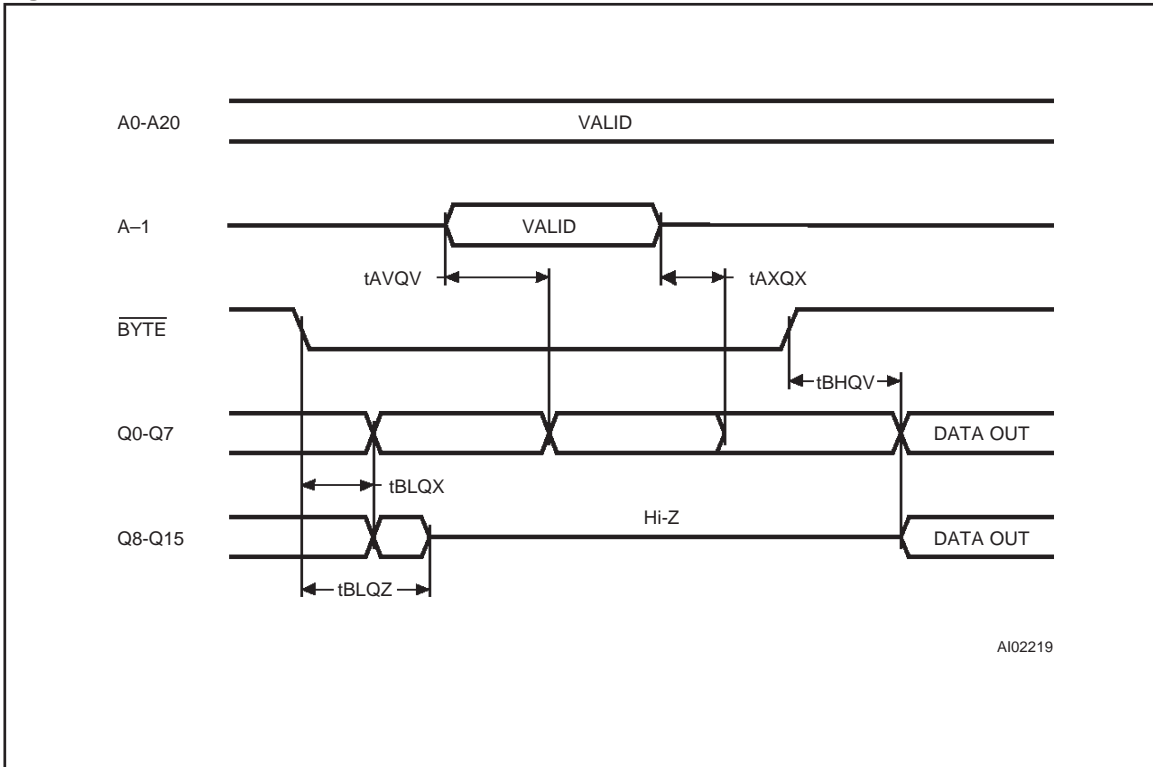 A0-A20 VALID
A–1 VALID
tAVQV tAXQX
BYTE
tBHQV
Q0-Q7 DATA OUT
tBLQX
Hi-Z
Q8-Q15 DATA OUT
tBLQZ
AI02219